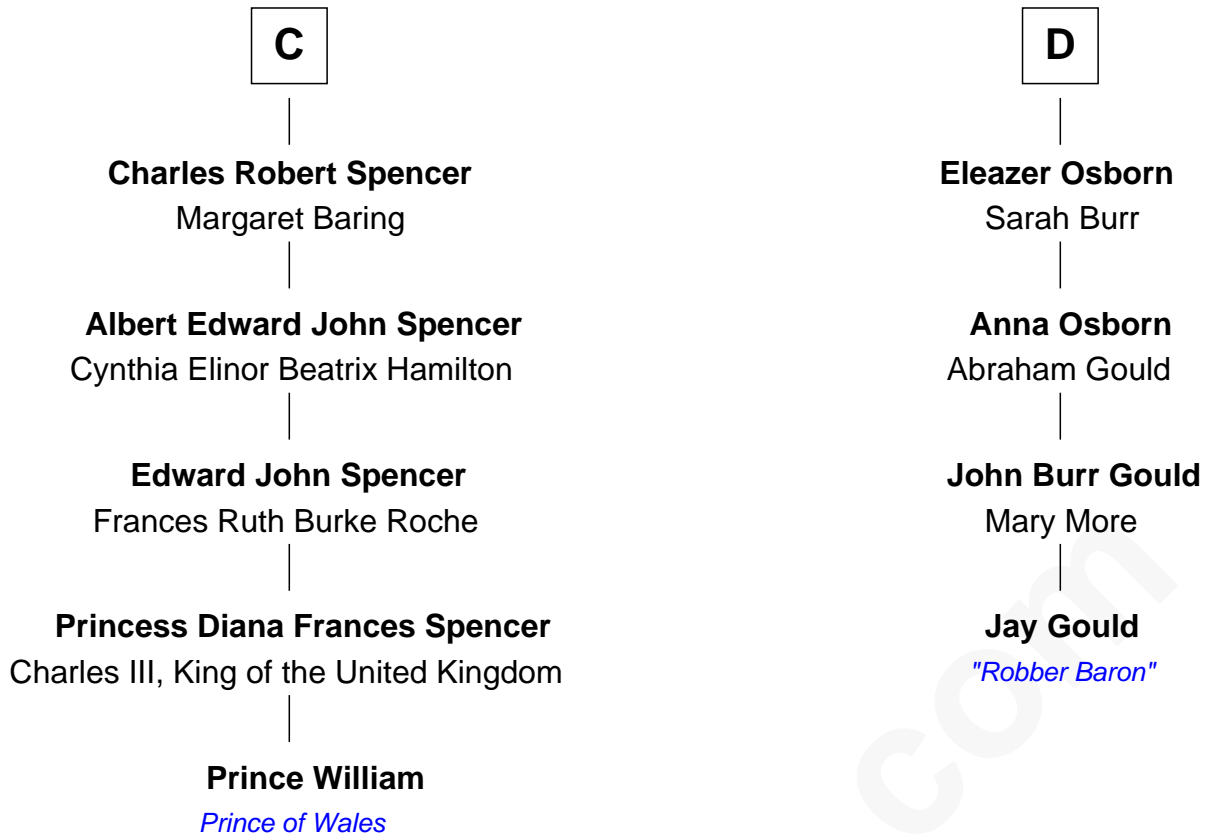 C
Charles Robert Spencer
Margaret Baring
Albert Edward John Spencer
Cynthia Elinor Beatrix Hamilton
Edward John Spencer
Frances Ruth Burke Roche
Princess Diana Frances Spencer
Charles III, King of the United Kingdom
Prince William
Prince of Wales
D
Eleazer Osborn
Sarah Burr
Anna Osborn
Abraham Gould
John Burr Gould
Mary More
Jay Gould
"Robber Baron"
com